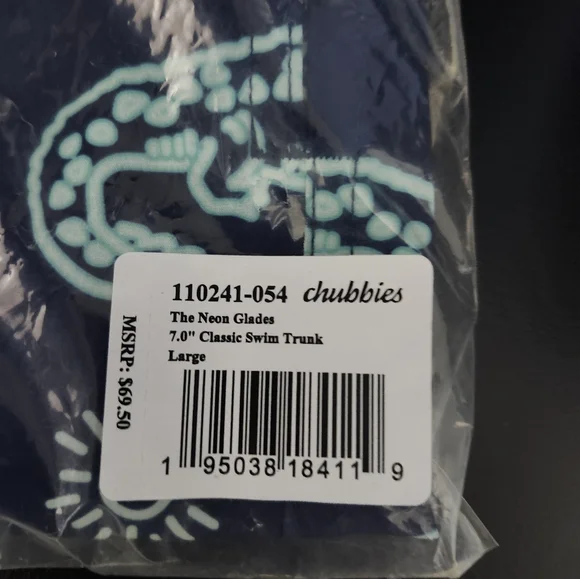 110241-054 chubbies
The Neon Glades
7.0" Classic Swim Trunk
Large
MSRP: $69.50
1 95038 18411 9